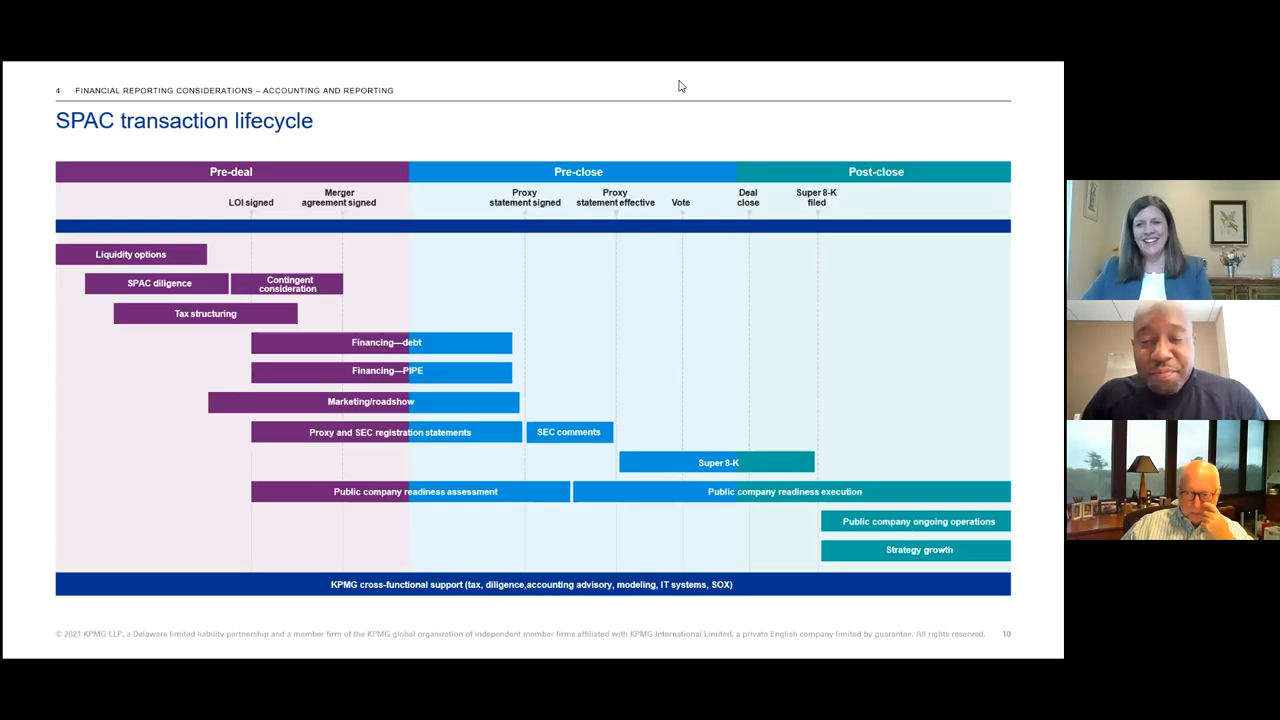 4 FINANCIAL REPORTING CONSIDERATIONS – ACCOUNTING AND REPORTING
SPAC transaction lifecycle
Pre-deal Pre-close Post-close
LOI signed
Merger
agreement signed
Proxy
statement signed
Proxy
statement effective
Vote
Deal
close
Super 8-K
filed
Liquidity options
SPAC diligence
Contingent
consideration
Tax structuring
Financing—debt
Financing—PIPE
Marketing/roadshow
Proxy and SEC registration statements
SEC comments
Super 8-K
Public company readiness assessment
Public company readiness execution
Public company ongoing operations
Strategy growth
KPMG cross-functional support (tax, diligence,accounting advisory, modeling, IT systems, SOX)
© 2021 KPMG LLP, a Delaware limited liability partnership and a member firm of the KPMG global organization of independent member firms affiliated with KPMG International Limited, a private English company limited by guarantee. All rights reserved. 10